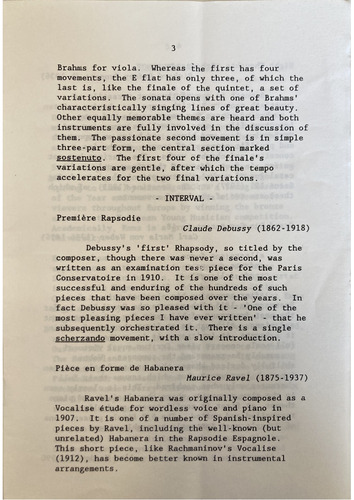 3
Brahms for viola. Whereas the first has four
movements, the E flat has only three, of which the
last is, like the finale of the quintet, a set of
variations. The sonata opens with one of Brahms'
characteristically singing lines of great beauty.
Other equally memorable themes are heard and both
instruments are fully involved in the discussion of
them. The passionate second movement is in simple
three-part form, the central section marked
sostenuto. The first four of the finale's
variations are gentle, after which the tempo
accelerates for the two final variations.
- INTERVAL -
Première Rapsodie
Claude Debussy (1862-1918)
Debussy's 'first' Rhapsody, so titled by the
composer, though there was never a second, was
written as an examination test piece for the Paris
Conservatoire in 1910. It is one of the most
successful and enduring of the hundreds of such
pieces that have been composed over the years. In
fact Debussy was so pleased with it - 'One of the
most pleasing pieces I have ever written' - that he
subsequently orchestrated it. There is a single
scherzando movement, with a slow introduction.
Pièce en forme de Habanera
Maurice Ravel (1875-1937)
Ravel's Habanera was originally composed as a
Vocalise étude for wordless voice and piano in
1907. It is one of a number of Spanish-inspired
pieces by Ravel, including the well-known (but
unrelated) Habanera in the Rapsodie Espagnole.
This short piece, like Rachmaninov's Vocalise
(1912), has become better known in instrumental
arrangements.